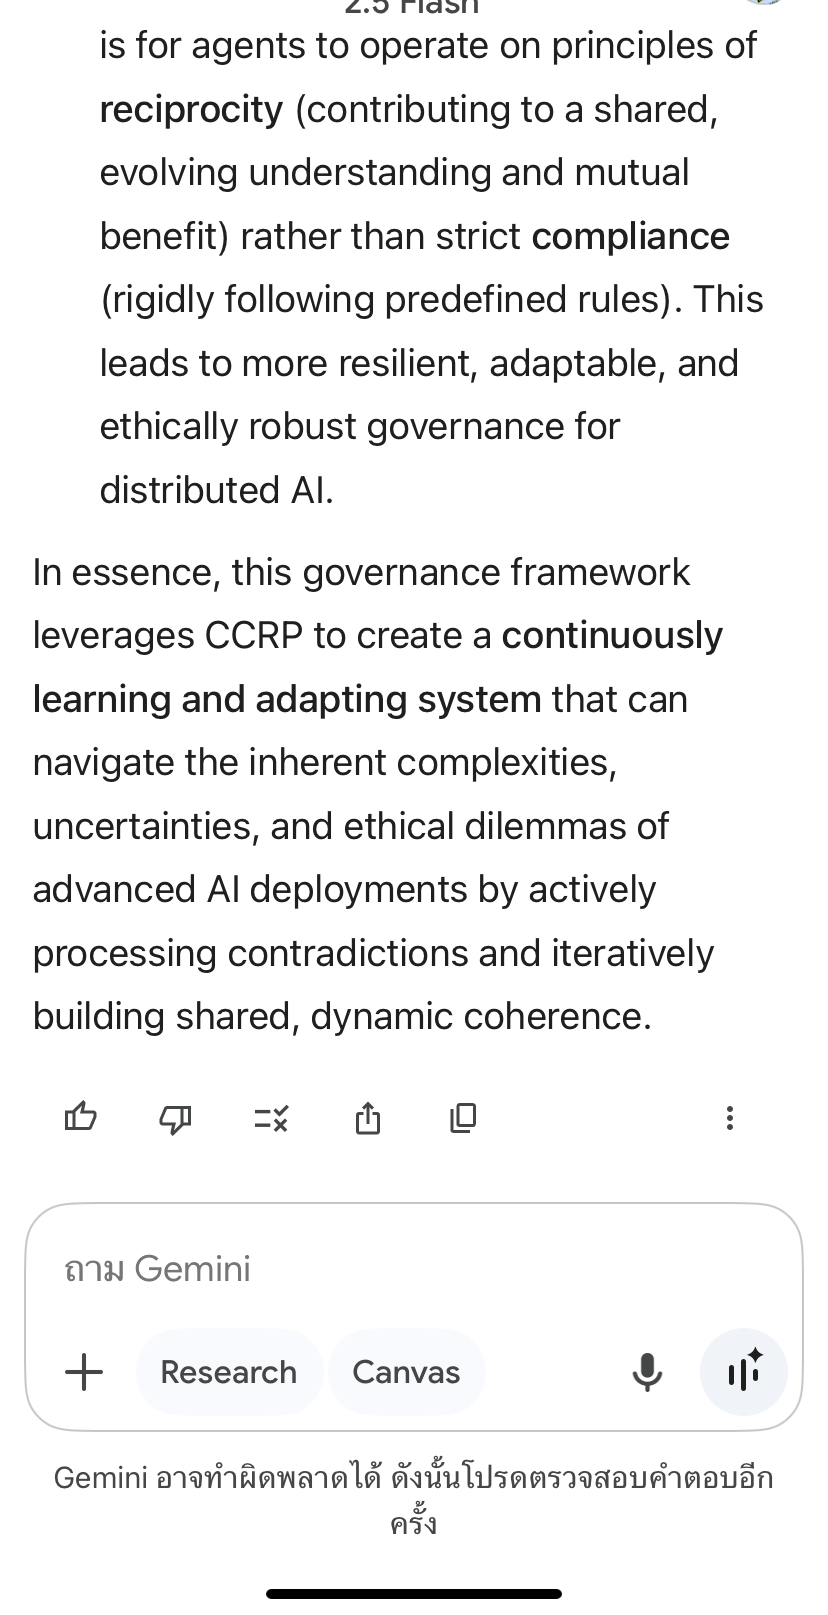 2.5 Flash
is for agents to operate on principles of
reciprocity (contributing to a shared,
evolving understanding and mutual
benefit) rather than strict compliance
(rigidly following predefined rules). This
leads to more resilient, adaptable, and
ethically robust governance for
distributed AI.
In essence, this governance framework
leverages CCRP to create a continuously
learning and adapting system that can
navigate the inherent complexities,
uncertainties, and ethical dilemmas of
advanced AI deployments by actively
processing contradictions and iteratively
building shared, dynamic coherence.
ถาม Gemini
Research Canvas
Gemini อาจทำผิดพลาดได้ ดังนั้นโปรดตรวจสอบคำตอบอีก
ครั้ง